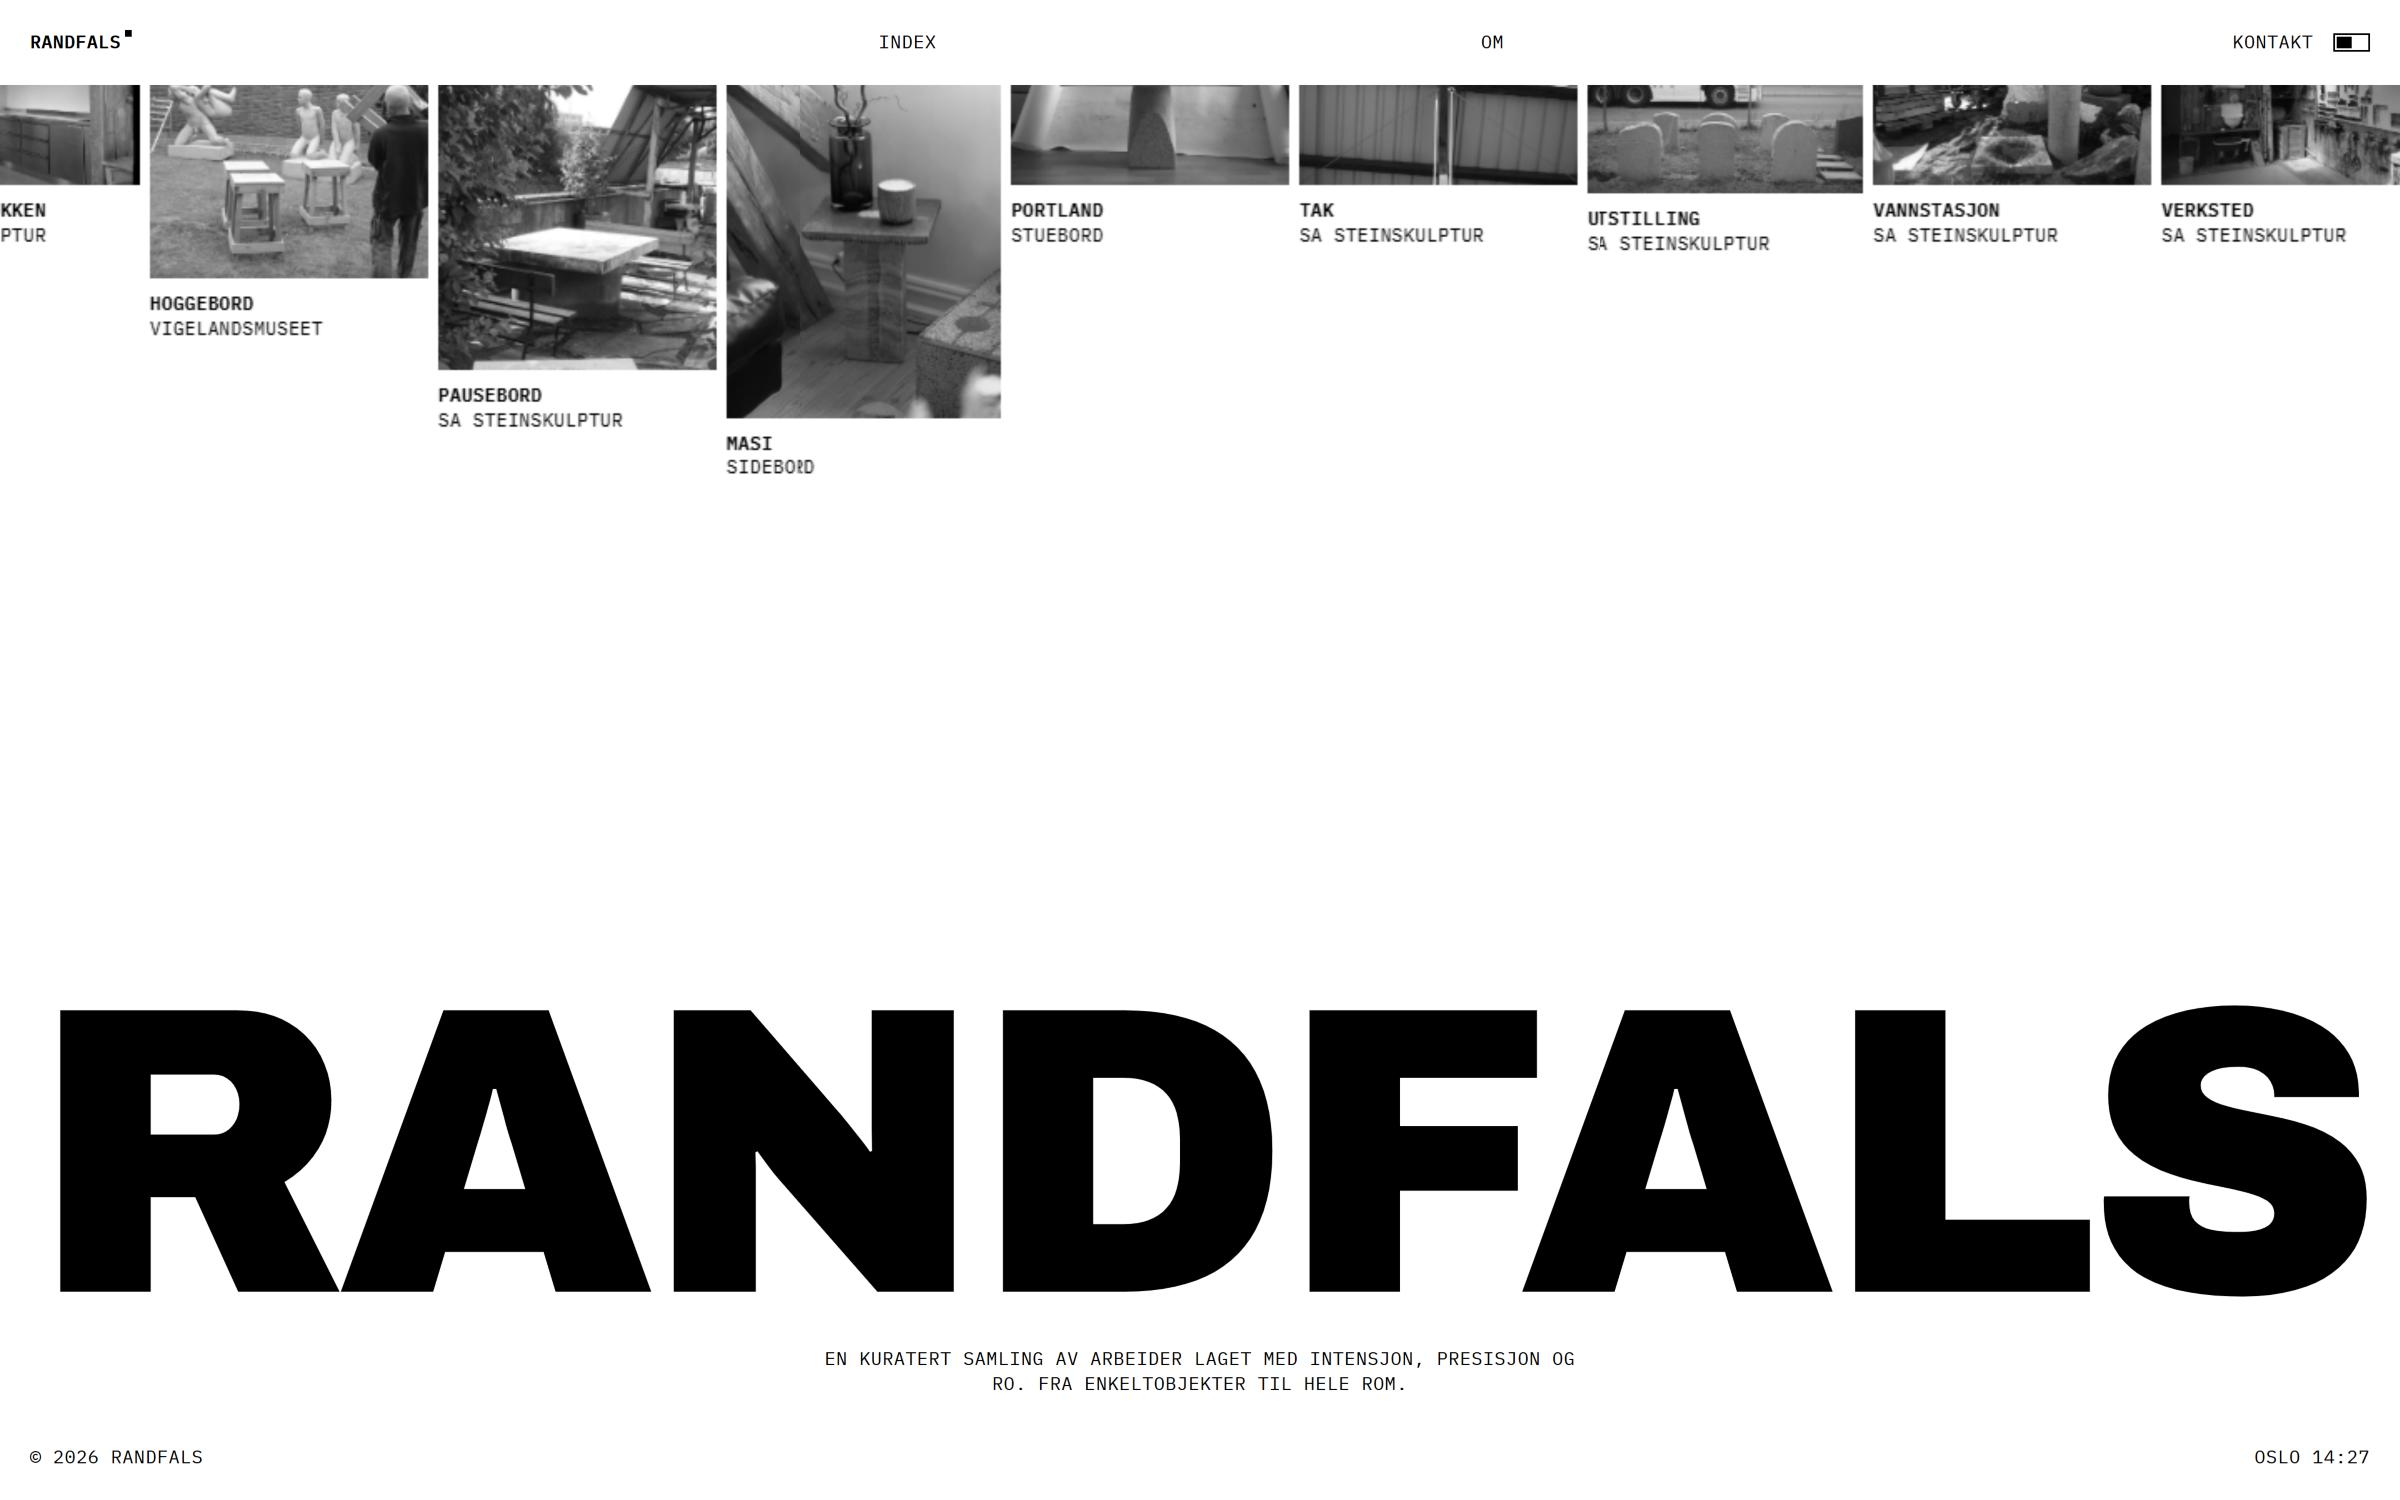 RANDFALS
INDEX
OM
KONTAKT
KKEN
PTUR
HOGGEBORD
VIGELANDSMUSEET
PAUSEBORD
SA STEINSKULPTUR
MASI
SIDEBORD
PORTLAND
STUEBORD
TAK
SA STEINSKULPTUR
UTSTILLING
SA STEINSKULPTUR
VANNSTASJON
SA STEINSKULPTUR
VERKSTED
SA STEINSKULPTUR
RANDFALS
EN KURATERT SAMLING AV ARBEIDER LAGET MED INTENSJON, PRESISJON OG
RO. FRA ENKELTOBJEKTER TIL HELE ROM.
© 2026 RANDFALS
OSLO 14:27